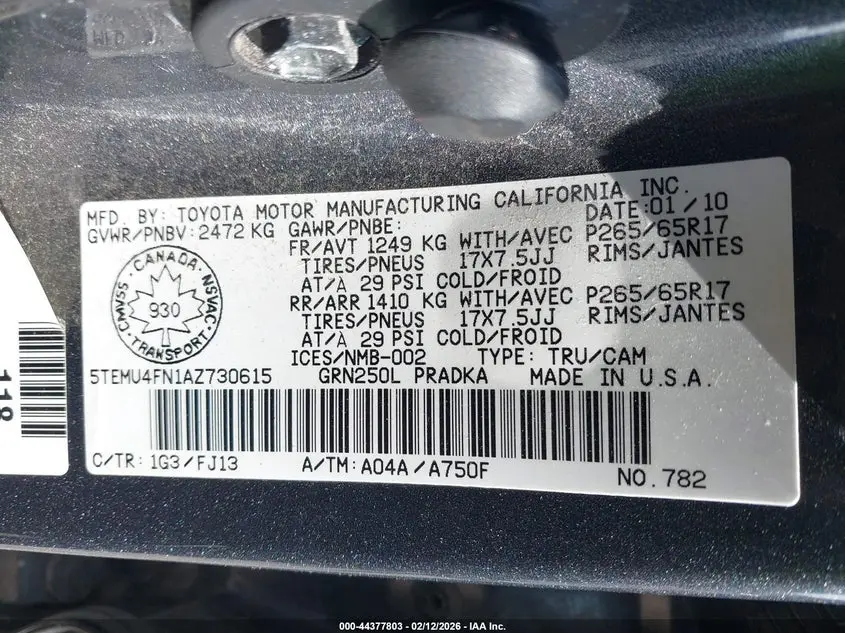 MFD. BY: TOYOTA MOTOR MANUFACTURING CALIFORNIA INC.
GVWR/PNBV: 2472 KG GAWR/PNBE: DATE: 01/10
FR/AVT 1249 KG WITH/AVEC P265/65R17
TIRES/PNEUS 17X7.5JJ RIMS/JANTES
AT/À 29 PSI COLD/FROID
RR/ARR 1410 KG WITH/AVEC P265/65R17
TIRES/PNEUS 17X7.5JJ RIMS/JANTES
AT/À 29 PSI COLD/FROID
CANADA
CMVSS 930 NSVAC
TRANSPORT
ICES/NMB-002 TYPE: TRU/CAM
5TEMU4FN1AZ730615 GRN250L PRADKA MADE IN U.S.A.
C/TR: 1G3/FJ13 A/TM: A04A/A750F NO. 782
118
000-44377803 - 02/12/2026 - IAA Inc.